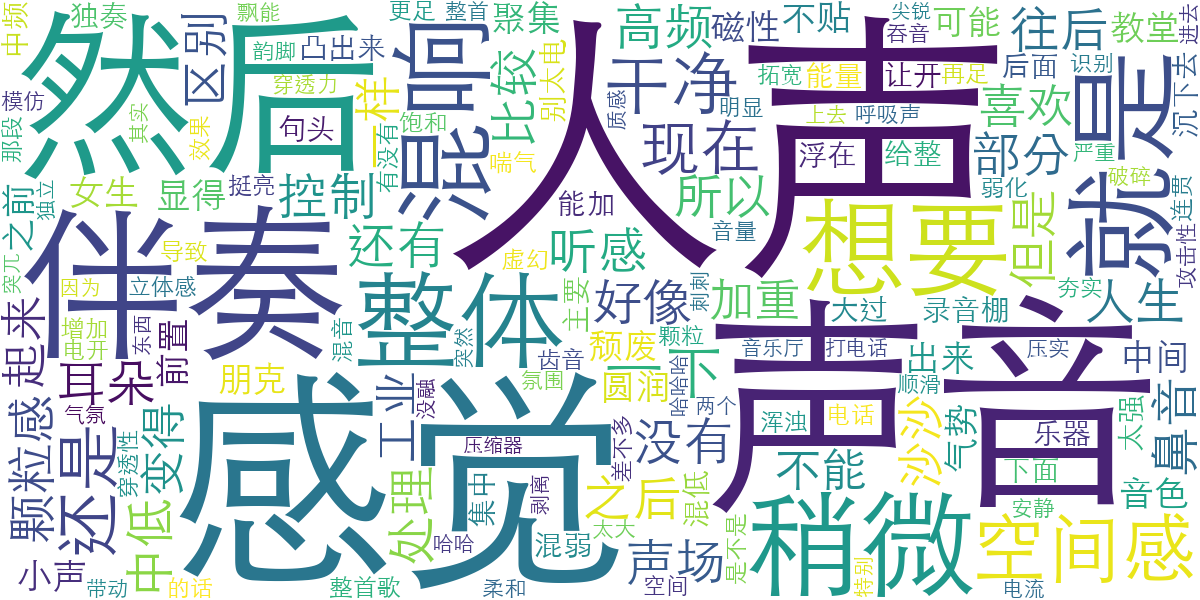 然后
人声
声音
感觉
伴奏
就是
想要
稍微
整体
混响
空间感
还是
现在
干净
听感
还有
所以
控制
高频
喜欢
部分
往后
但是
人生
鼻音
沙沙
不能
没有
之后
声场
处理
中低
变得
颗粒感
耳朵
起来
前置
区别
一样
比较
好像
加重
一下
工业
颓废
圆润
朋克
显得
女生
之前
小声
聚集
磁性
不贴
可能
教堂
后面
让开
能量
凸出来
句头
浮在
给整
沉下去
录音棚
大过
主要
出来
中间
气势
乐器
音色
太强
下面
浑浊
电话
混弱
集中
混低
差不多
能加
中频
独奏
飘能
更足
整首
韵脚
穿透力
模仿
那段
其实
效果
有没有
饱和
喘气
别太电
质感
拓宽
明显
尖锐
吞音
再足
识别
进去
上去
呼吸声
严重
弱化
破碎
连贯
攻击性
夯实
挺亮
独立
突兀
导致
因为
立体感
虚幻
音量
刺刺
颗粒
增加
电开
东西
混音
突然
齿音
氛围
没融
气氛
穿透性
压缩器
剥离
哈哈
哈哈哈
两个
音乐厅
打电话
压实
顺滑
安静
是不是
太大
带动
的话
整首歌
柔和
空间
特别
电流